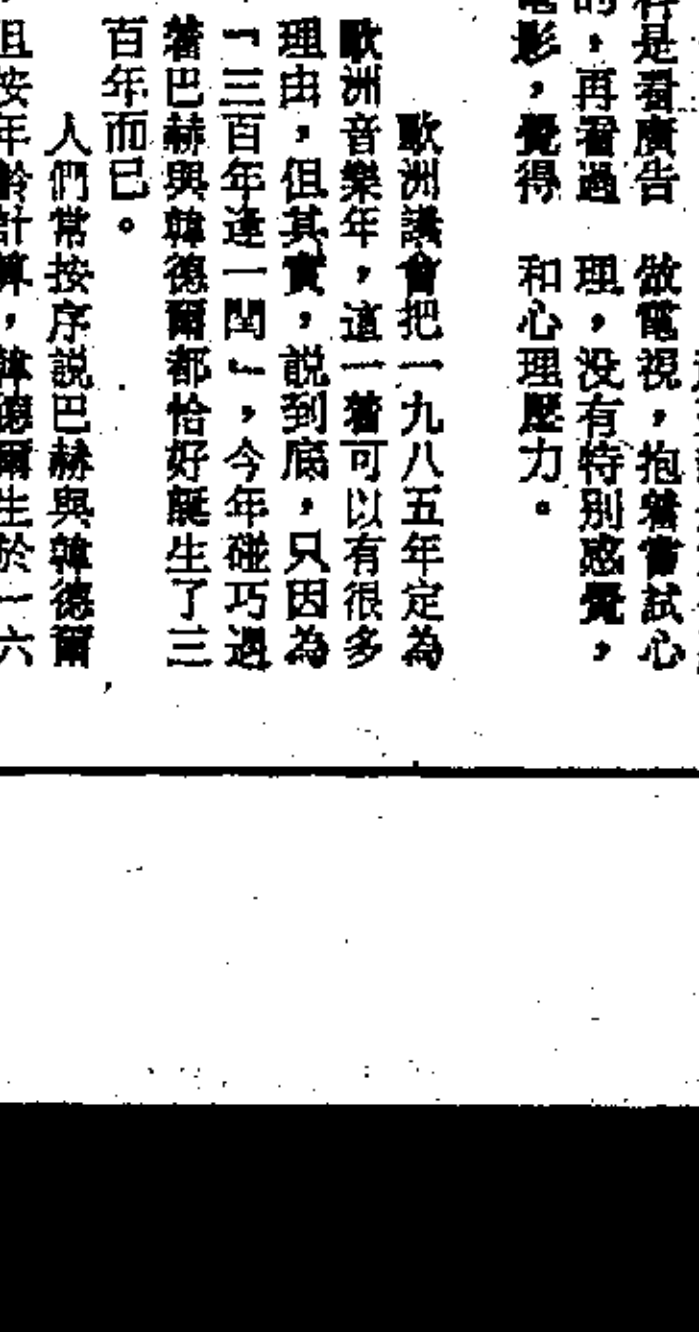 是看廣告
的，再看過
電影，覺得
做電視，抱着嘗試心
理，没有特別感覺，
和心理壓力。
歐洲議會把一九八五年定為
歐洲音樂年，這一着可以有很多
理由，但其實，説到底，只因為
「三百年逢一閏」，今年碰巧遇
着巴赫與韓德爾都恰好誕生了三
百年而已。
人們常按序説巴赫與韓德爾
且按年齡計算，韓德爾生於一六